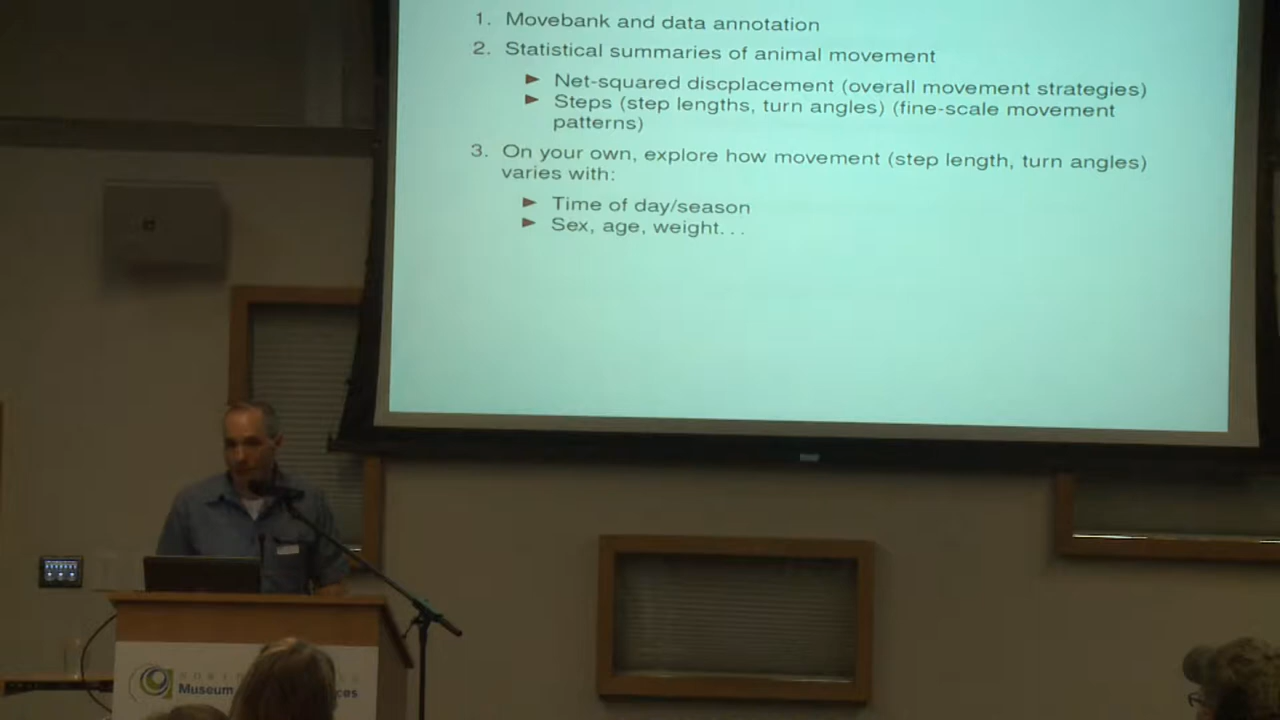 1. Movebank and data annotation
2. Statistical summaries of animal movement
► Net-squared discplacement (overall movement strategies)
► Steps (step lengths, turn angles) (fine-scale movement
patterns)
3. On your own, explore how movement (step length, turn angles)
varies with:
► Time of day/season
► Sex, age, weight...
Museum